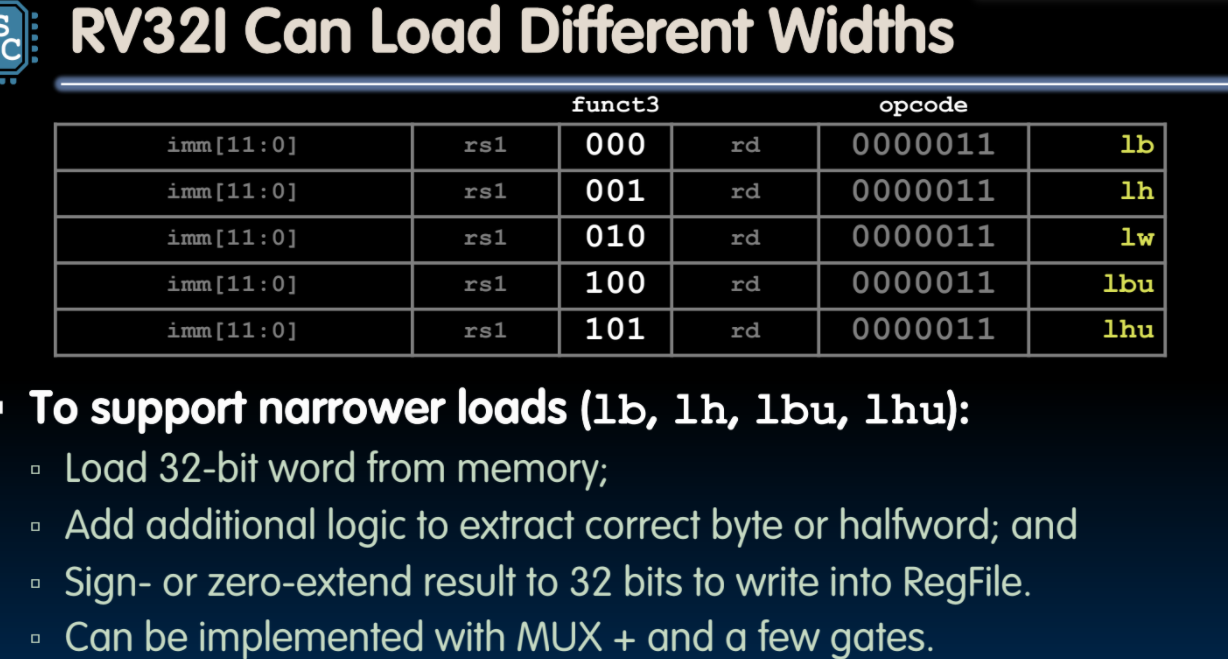 S
C
RV32I Can Load Different Widths
funct3 opcode
imm[11:0] rs1 000 rd 0000011 lb
imm[11:0] rs1 001 rd 0000011 lh
imm[11:0] rs1 010 rd 0000011 lw
imm[11:0] rs1 100 rd 0000011 lbu
imm[11:0] rs1 101 rd 0000011 lhu
To support narrower loads (lb, lh, lbu, lhu):
Load 32-bit word from memory;
Add additional logic to extract correct byte or halfword; and
Sign- or zero-extend result to 32 bits to write into RegFile.
Can be implemented with MUX + and a few gates.